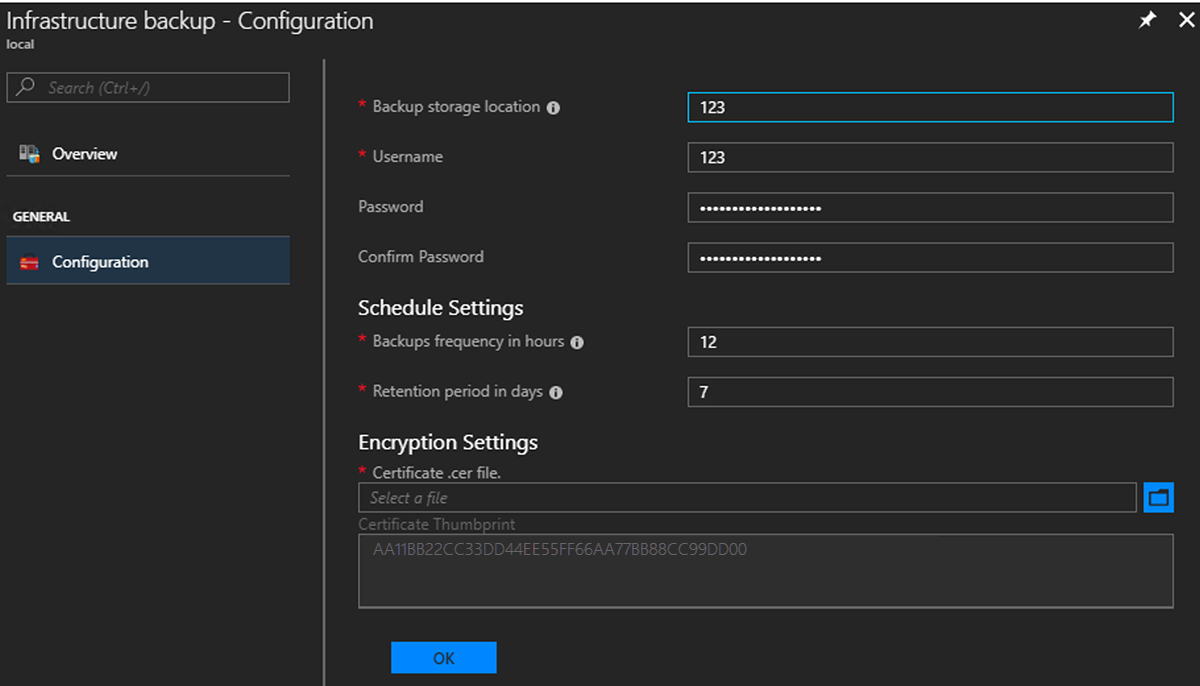 Infrastructure backup - Configuration
local
Search (Ctrl+/)
Overview
GENERAL
Configuration
* Backup storage location
123
* Username
123
Password
•••••••••••••••••••
Confirm Password
•••••••••••••••••••
Schedule Settings
* Backups frequency in hours
12
* Retention period in days
7
Encryption Settings
* Certificate .cer file.
Select a file
Certificate Thumbprint
AA11BB22CC33DD44EE55FF66AA77BB88CC99DD00
OK